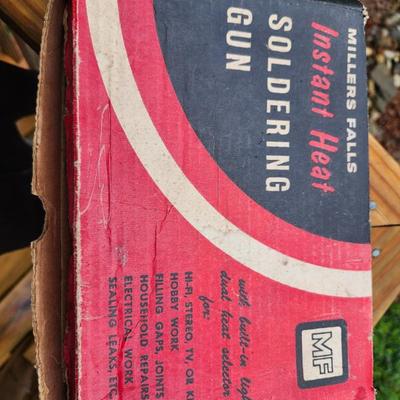 MILLERS FALLS
Instant Heat
SOLDERING
GUN
with built-in light
dual heat selector
for:
HI-FI, STEREO, TV OR
HOBBY WORK
FILLING GAPS, JOINTS
HOUSEHOLD REPAIRS
ELECTRICAL WORK
SEALING LEAKS, ETC.
MF